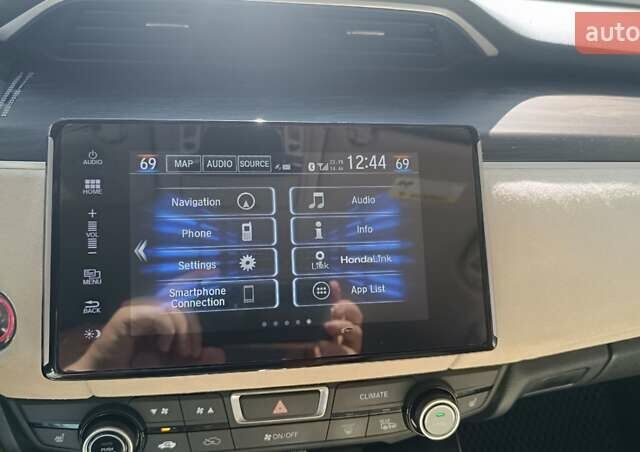 auto
AUDIO
69 MAP AUDIO SOURCE 12:44 69
HOME
Navigation
Audio
VOL
Phone
Info
Settings
Link
HondaLink
MENU
Smartphone
Connection
App List
BACK
CLIMATE
ON/OFF